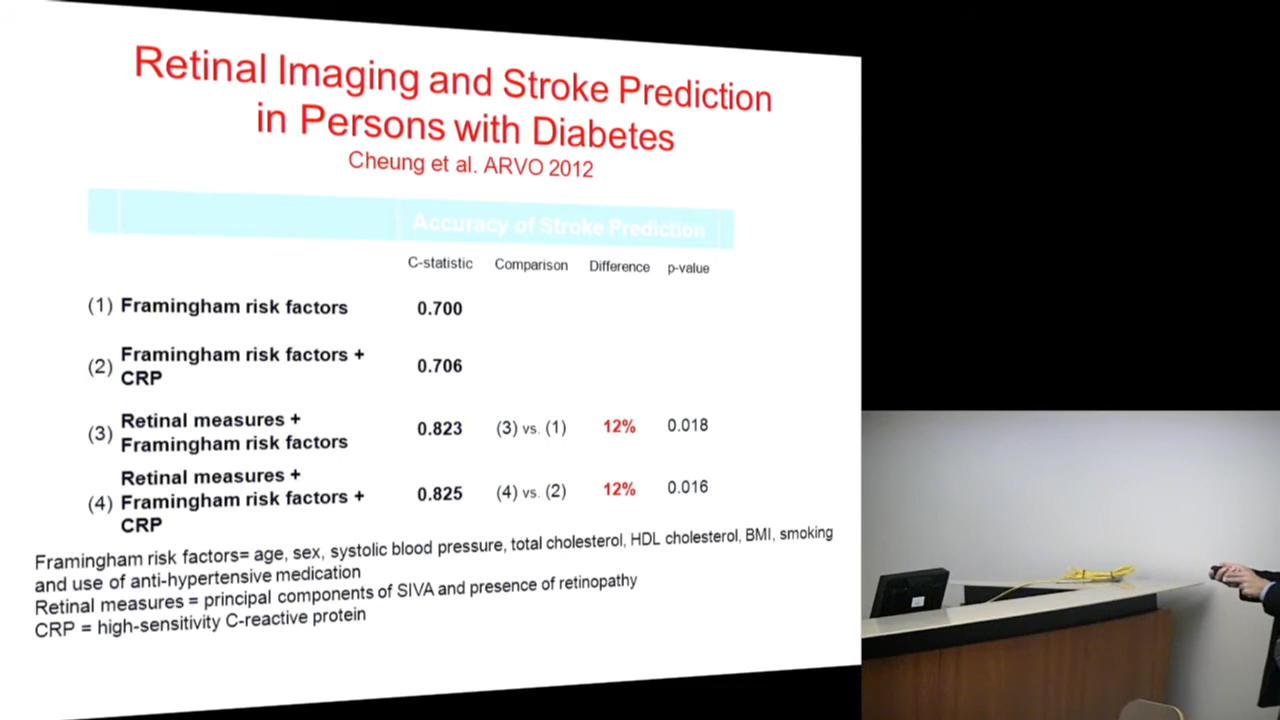 Retinal Imaging and Stroke Prediction
in Persons with Diabetes
Cheung et al. ARVO 2012
Accuracy of Stroke Prediction
C-statistic Comparison Difference p-value
(1) Framingham risk factors 0.700
(2) Framingham risk factors +
CRP 0.706
(3) Retinal measures +
Framingham risk factors 0.823 (3) vs. (1) 12% 0.018
(4) Retinal measures +
Framingham risk factors +
CRP 0.825 (4) vs. (2) 12% 0.016
Framingham risk factors= age, sex, systolic blood pressure, total cholesterol, HDL cholesterol, BMI, smoking
and use of anti-hypertensive medication
Retinal measures = principal components of SIVA and presence of retinopathy
CRP = high-sensitivity C-reactive protein